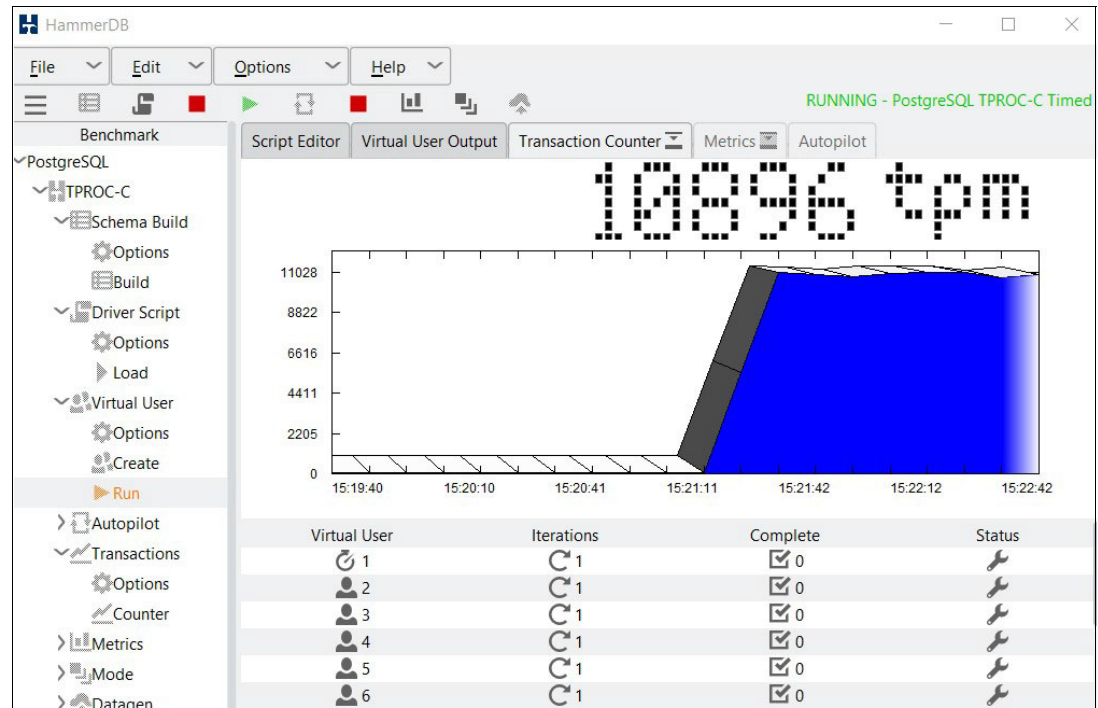 HammerDB
File Edit Options Help
RUNNING - PostgreSQL TPROC-C Timed
Benchmark
Script Editor Virtual User Output Transaction Counter Metrics Autopilot
PostgreSQL
TPROC-C
Schema Build
Options
Build
Driver Script
Options
Load
Virtual User
Options
Create
Run
Autopilot
Transactions
Options
Counter
Metrics
Mode
Datagen
10896 tpm
11028
8822
6616
4411
2205
0
15:19:40 15:20:10 15:20:41 15:21:11 15:21:42 15:22:12 15:22:42
Virtual User Iterations Complete Status
1 1 0
2 1 0
3 1 0
4 1 0
5 1 0
6 1 0